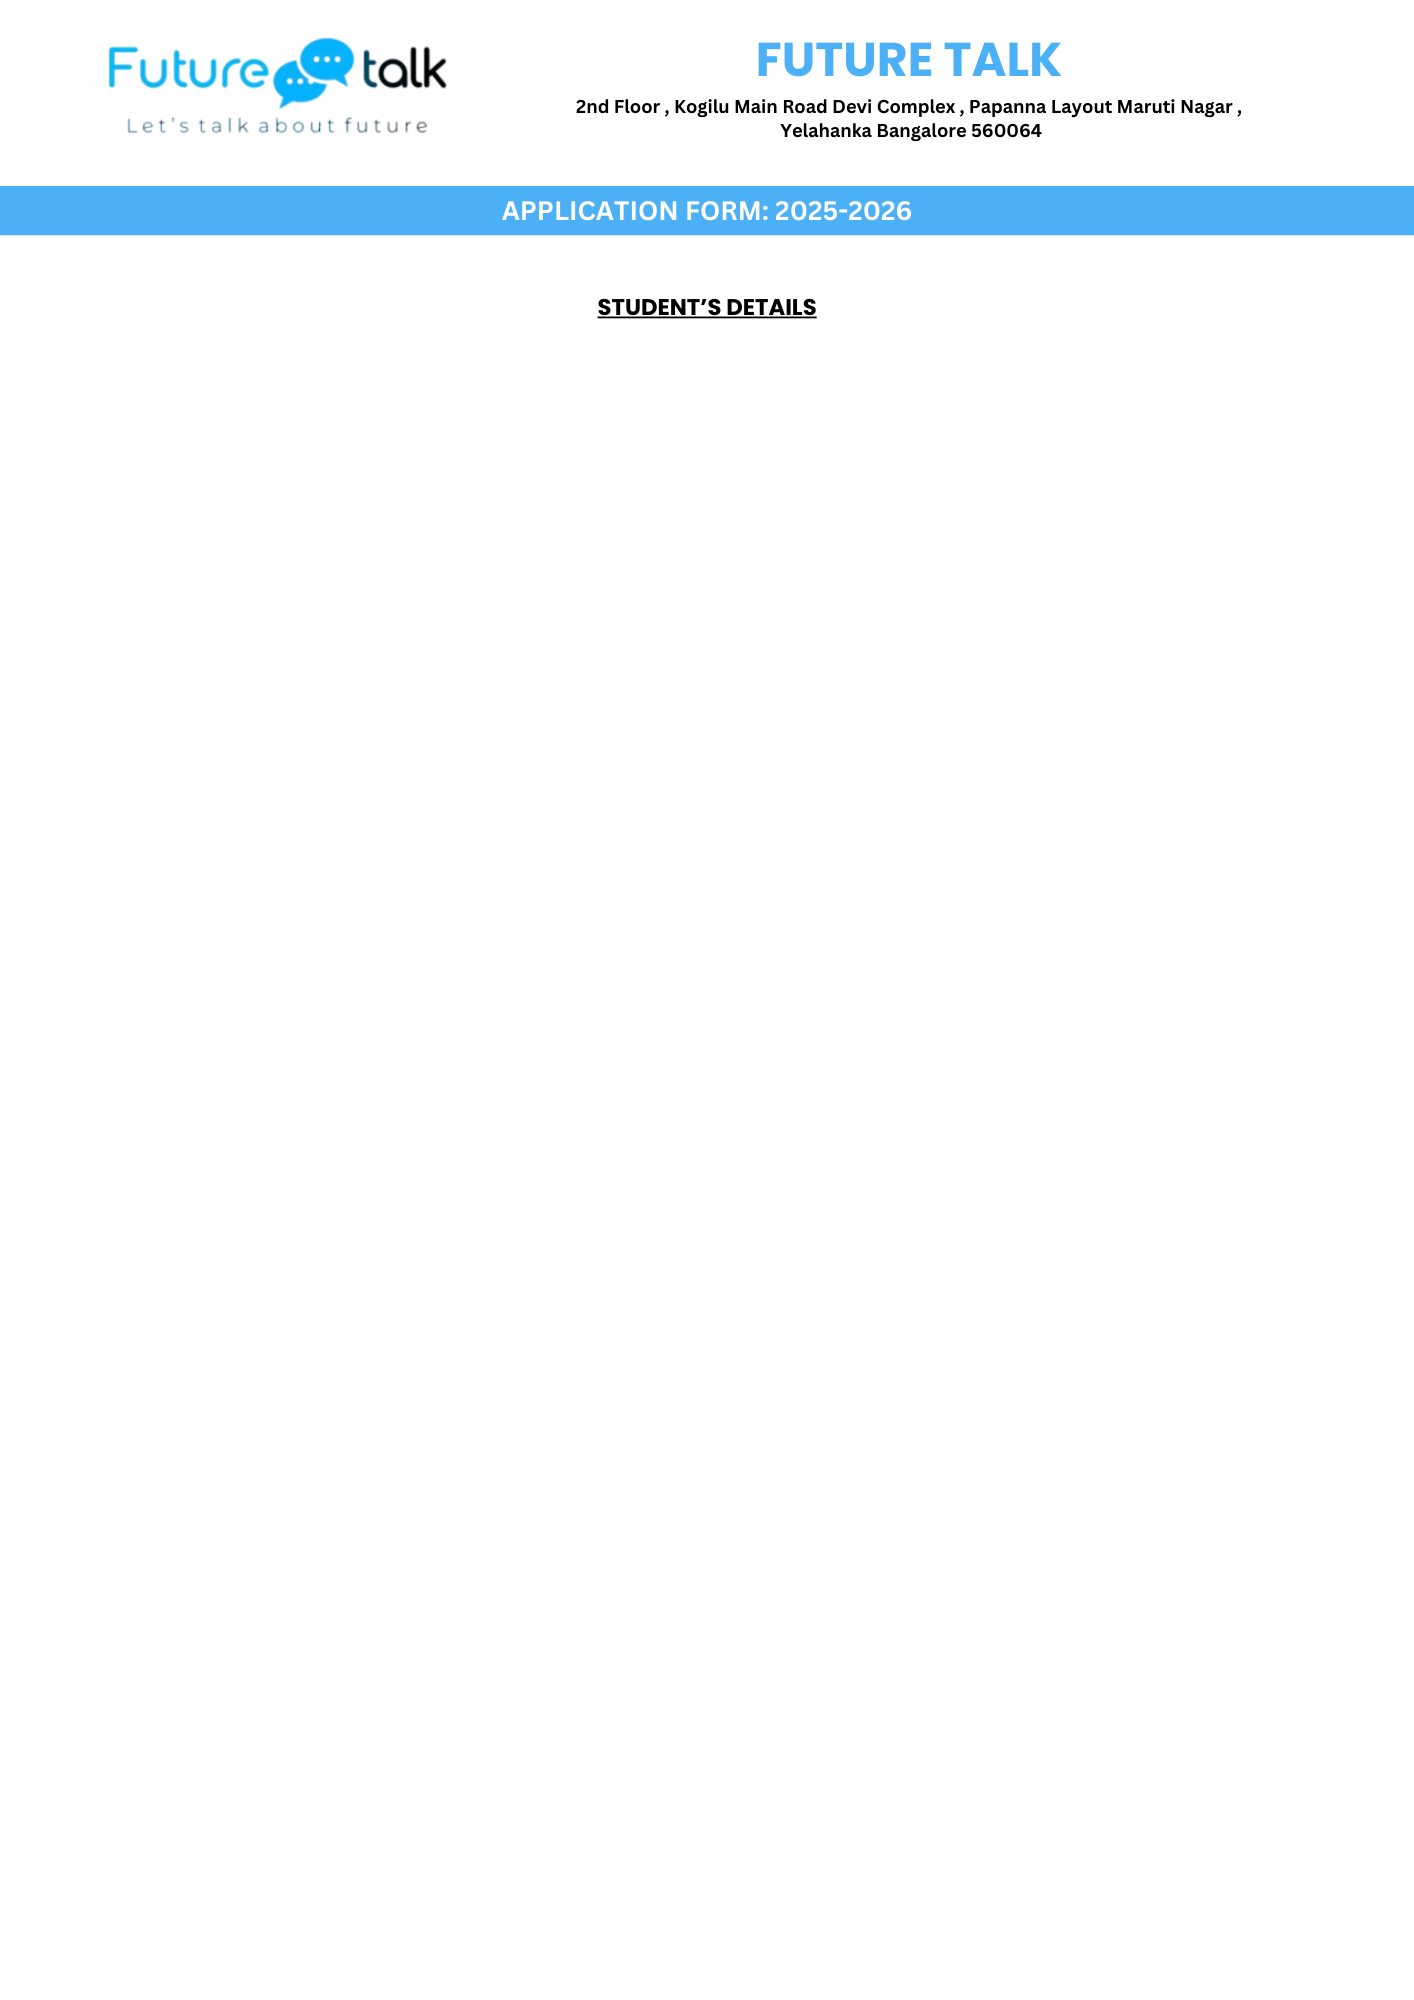 Future talk
Let's talk about future
FUTURE TALK
2nd Floor , Kogilu Main Road Devi Complex , Papanna Layout Maruti Nagar ,
Yelahanka Bangalore 560064
APPLICATION FORM: 2025-2026
STUDENT’S DETAILS